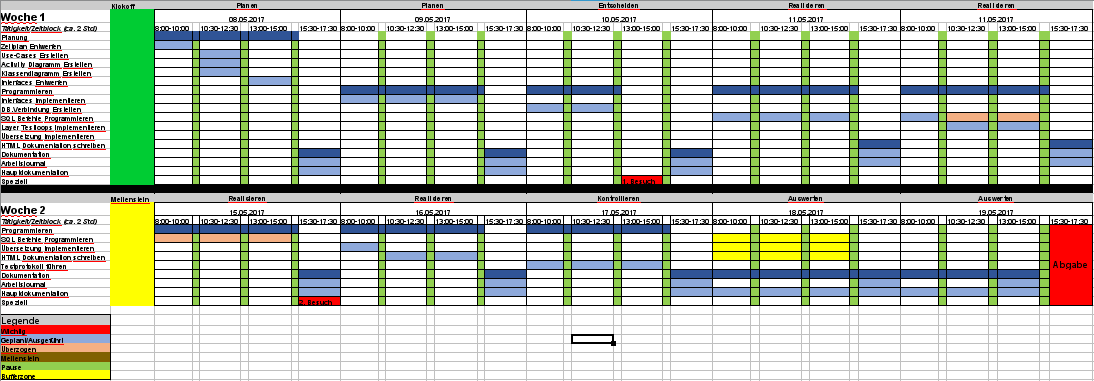 Kickoff Planen Planen Entscheiden Realisieren Realisieren
Woche 1 08.05.2017 09.05.2017 10.05.2017 11.05.2017 11.05.2017
Tätigkeit/Zeitblock (ca. 2 Std) 8:00-10:00 10:30-12:30 13:00-15:00 15:30-17:30 8:00-10:00 10:30-12:30 13:00-15:00 15:30-17:30 8:00-10:00 10:30-12:30 13:00-15:00 15:30-17:30 8:00-10:00 10:30-12:30 13:00-15:00 15:30-17:30 8:00-10:00 10:30-12:30 13:00-15:00 15:30-17:30
Planung
Zeitplan Entwerfen
Use-Cases Erstellen
Activity Diagramm Erstellen
Klassendiagramm Erstellen
Interfaces Entwerfen
Programmieren
Interfaces Implementieren
DB Verbindung Erstellen
SQL Befehle Programmieren
Layer Testloops Implementieren
Übersetzung Implementieren
HTML Dokumentation schreiben
Dokumentation
Arbeitsjournal
Hauptdokumentation
Speziell 1. Besuch
Meilenstein Realisieren Realisieren Kontrollieren Auswerten Auswerten
Woche 2 15.05.2017 16.05.2017 17.05.2017 18.05.2017 19.05.2017
Tätigkeit/Zeitblock (ca. 2 Std) 8:00-10:00 10:30-12:30 13:00-15:00 15:30-17:30 8:00-10:00 10:30-12:30 13:00-15:00 15:30-17:30 8:00-10:00 10:30-12:30 13:00-15:00 15:30-17:30 8:00-10:00 10:30-12:30 13:00-15:00 15:30-17:30 8:00-10:00 10:30-12:30 13:00-15:00 15:30-17:30
Programmieren
SQL Befehle Programmieren
Übersetzung Implementieren
HTML Dokumentation schreiben
Testprotokoll führen Abgabe
Dokumentation
Arbeitsjournal
Hauptdokumentation
Speziell 2. Besuch
Legende
Wichtig
Geplant/Ausgeführt
Überzogen
Meilenstein
Pause
Bufferzone